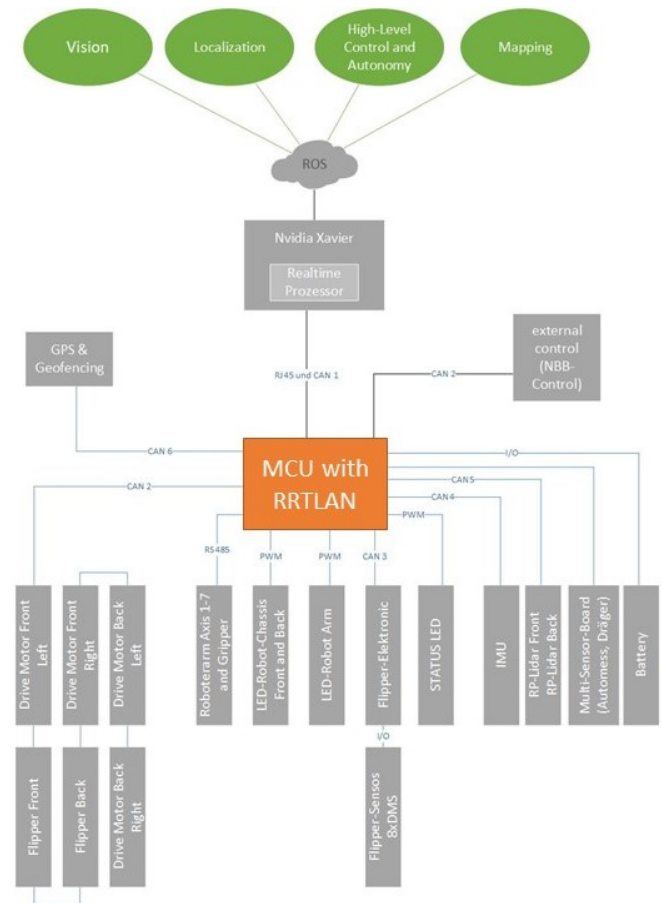 Vision
Localization
High-Level
Control and
Autonomy
Mapping
ROS
Nvidia Xavier
Realtime
Prozessor
GPS &
Geofencing
external
control
(NBB-
Control)
RJ45 und CAN 1
CAN 2
CAN 6
MCU with
RRTLAN
I/O
CAN 2
CAN5
CAN 4
PWM
RS485
PWM
PWM
CAN 3
Drive Motor Front
Left
Drive Motor Front
Right
Drive Motor Back
Left
Roboterarm Axis 1-7
and Gripper
LED-Robot-Chassis
Front and Back
LED-Robot Arm
Flipper-Elektronic
STATUS LED
IMU
RP-Lidar Front
RP-Lidar Back
Multi-Sensor-Board
(Automess, Dräger)
Battery
I/O
Flipper Front
Flipper Back
Drive Motor Back
Right
Flipper-Sensos
8xDMS